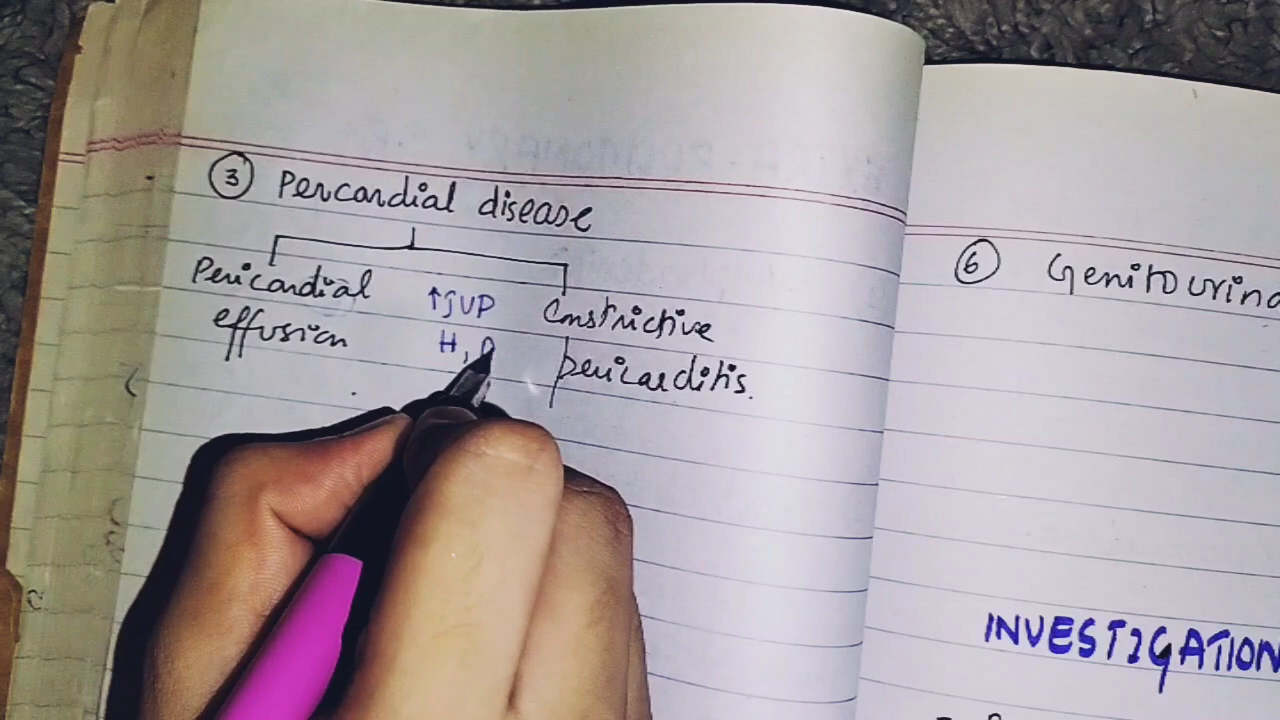 ③ Pericardial disease
Pericardial effusion
↑JVP
H,
Constrictive pericarditis.
⑥ Genitourina
INVESTIGATION